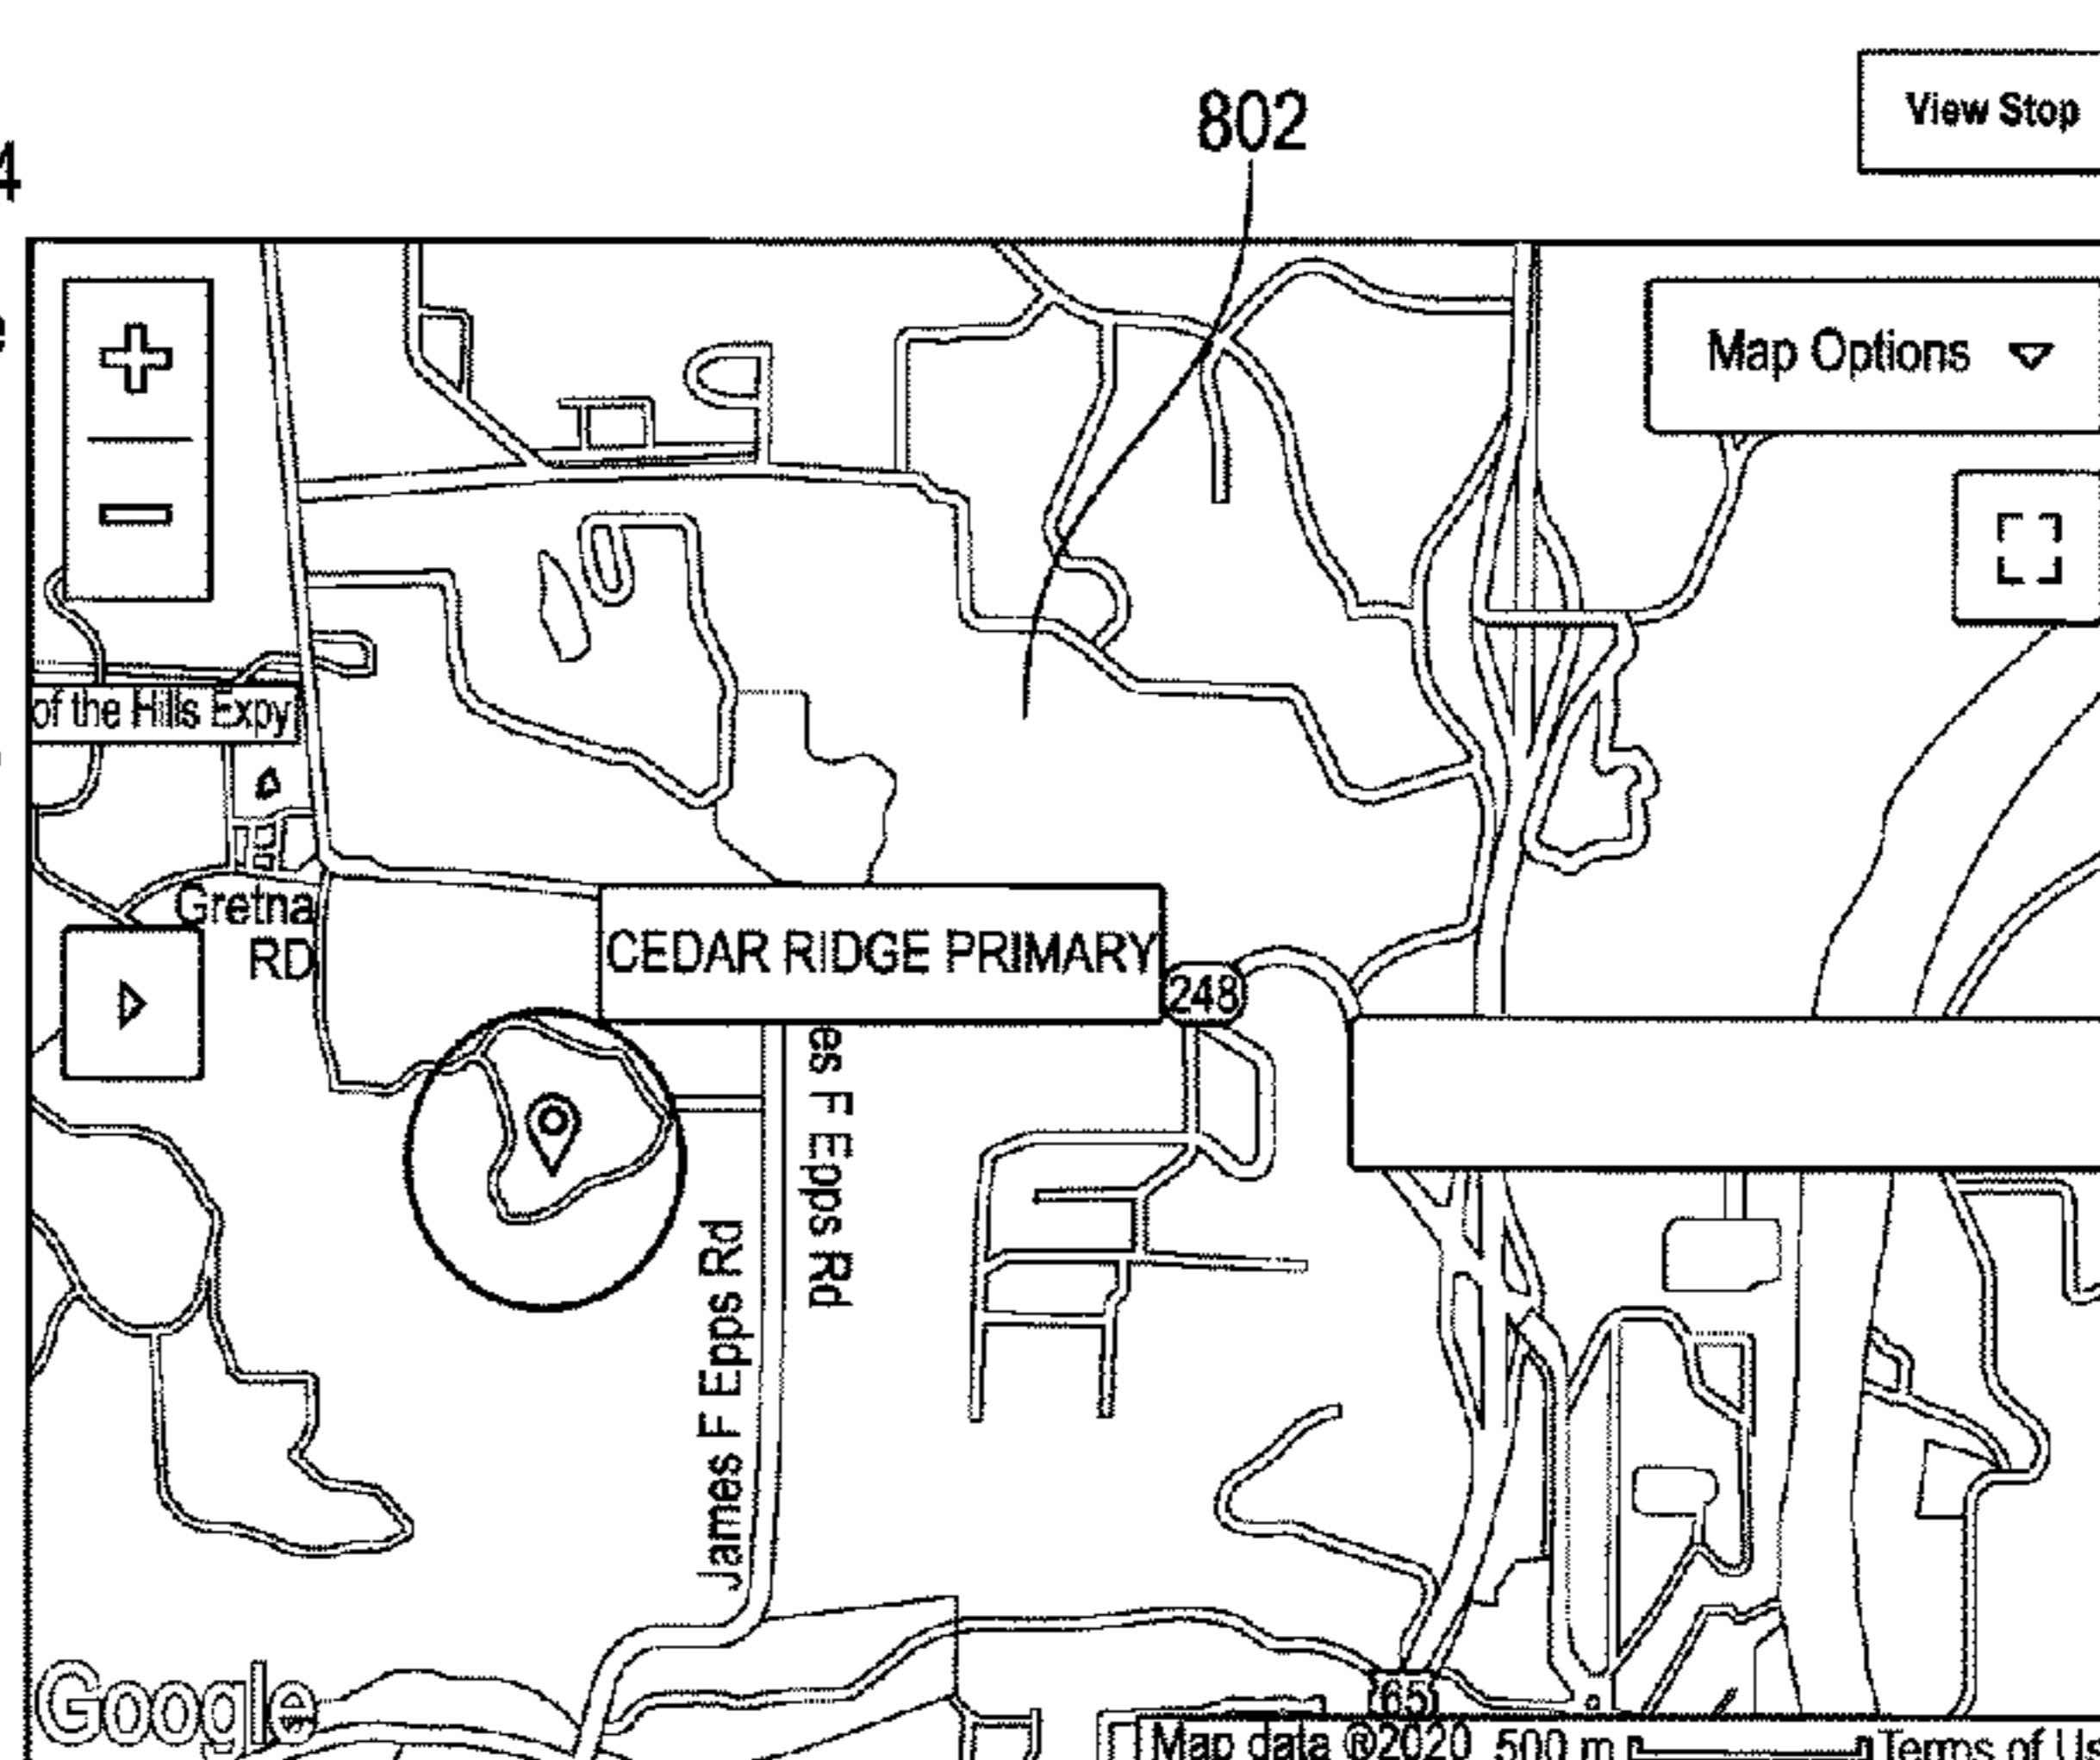 802
View Stop
4
Map Options
of the Hills Expy
Gretna
RD
CEDAR RIDGE PRIMARY
248
es F Epps Rd
James F Epps Rd
Google
65
Map data ®2020 500 m Terms of Us